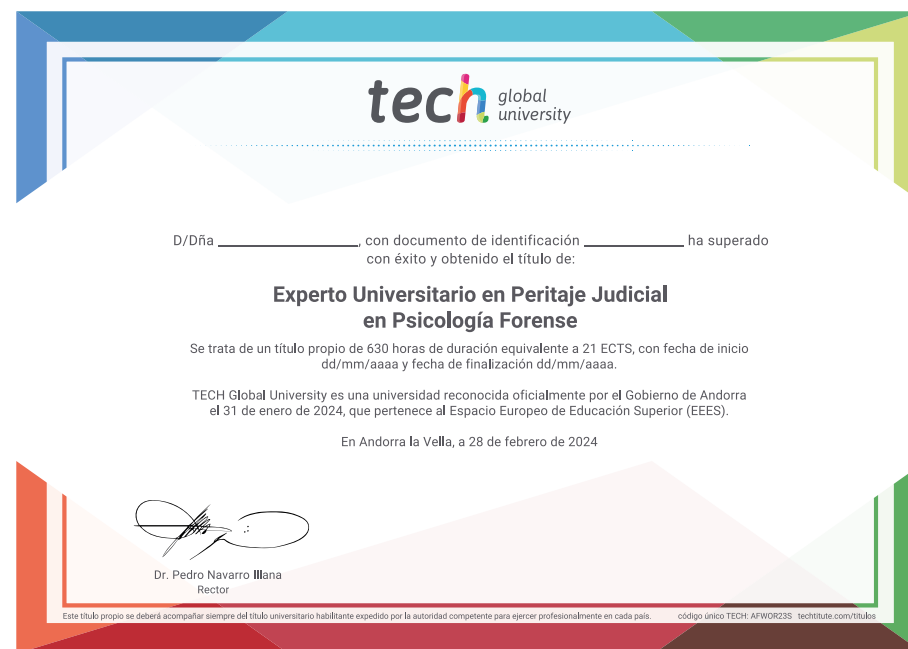 tech global university
D/Dña ____________________, con documento de identificación ______________ ha superado
con éxito y obtenido el título de:
Experto Universitario en Peritaje Judicial
en Psicología Forense
Se trata de un título propio de 630 horas de duración equivalente a 21 ECTS, con fecha de inicio
dd/mm/aaaa y fecha de finalización dd/mm/aaaa.
TECH Global University es una universidad reconocida oficialmente por el Gobierno de Andorra
el 31 de enero de 2024, que pertenece al Espacio Europeo de Educación Superior (EEES).
En Andorra la Vella, a 28 de febrero de 2024
Dr. Pedro Navarro Illana
Rector
Este título propio se deberá acompañar siempre del título universitario habilitante expedido por la autoridad competente para ejercer profesionalmente en cada país. código único TECH: AFWOR23S techtitute.com/titulos